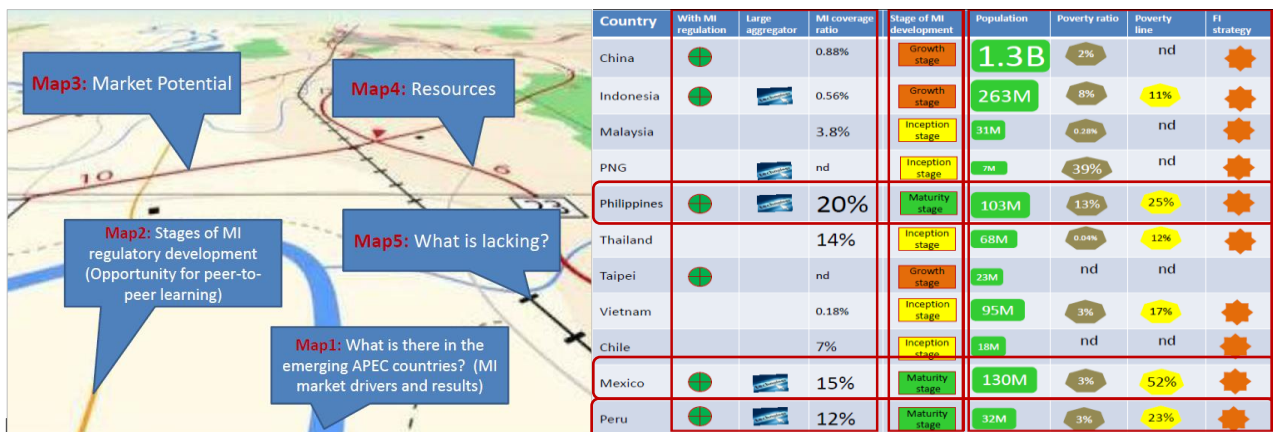 Map3: Market Potential
Map4: Resources
10
6
23
Map2: Stages of MI
regulatory development
(Opportunity for peer-to-
peer learning)
Map5: What is lacking?
Map1: What is there in the
emerging APEC countries? (MI
market drivers and results)
Country With MI regulation Large aggregator MI coverage ratio Stage of MI development Population Poverty ratio Poverty line FI strategy
China 0.88% Growth stage 1.3B 2% nd
Indonesia 0.56% Growth stage 263M 8% 11%
Malaysia 3.8% Inception stage 31M 0.28% nd
PNG nd Inception stage 7M 39% nd
Philippines 20% Maturity stage 103M 13% 25%
Thailand 14% Inception stage 68M 0.04% 12%
Taipei nd Growth stage 23M nd nd
Vietnam 0.18% Inception stage 95M 3% 17%
Chile 7% Inception stage 18M nd nd
Mexico 15% Maturity stage 130M 3% 52%
Peru 12% Maturity stage 32M 3% 23%